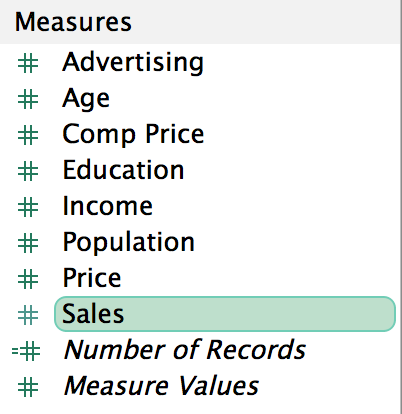 Measures
Advertising
Age
Comp Price
Education
Income
Population
Price
Sales
Number of Records
Measure Values